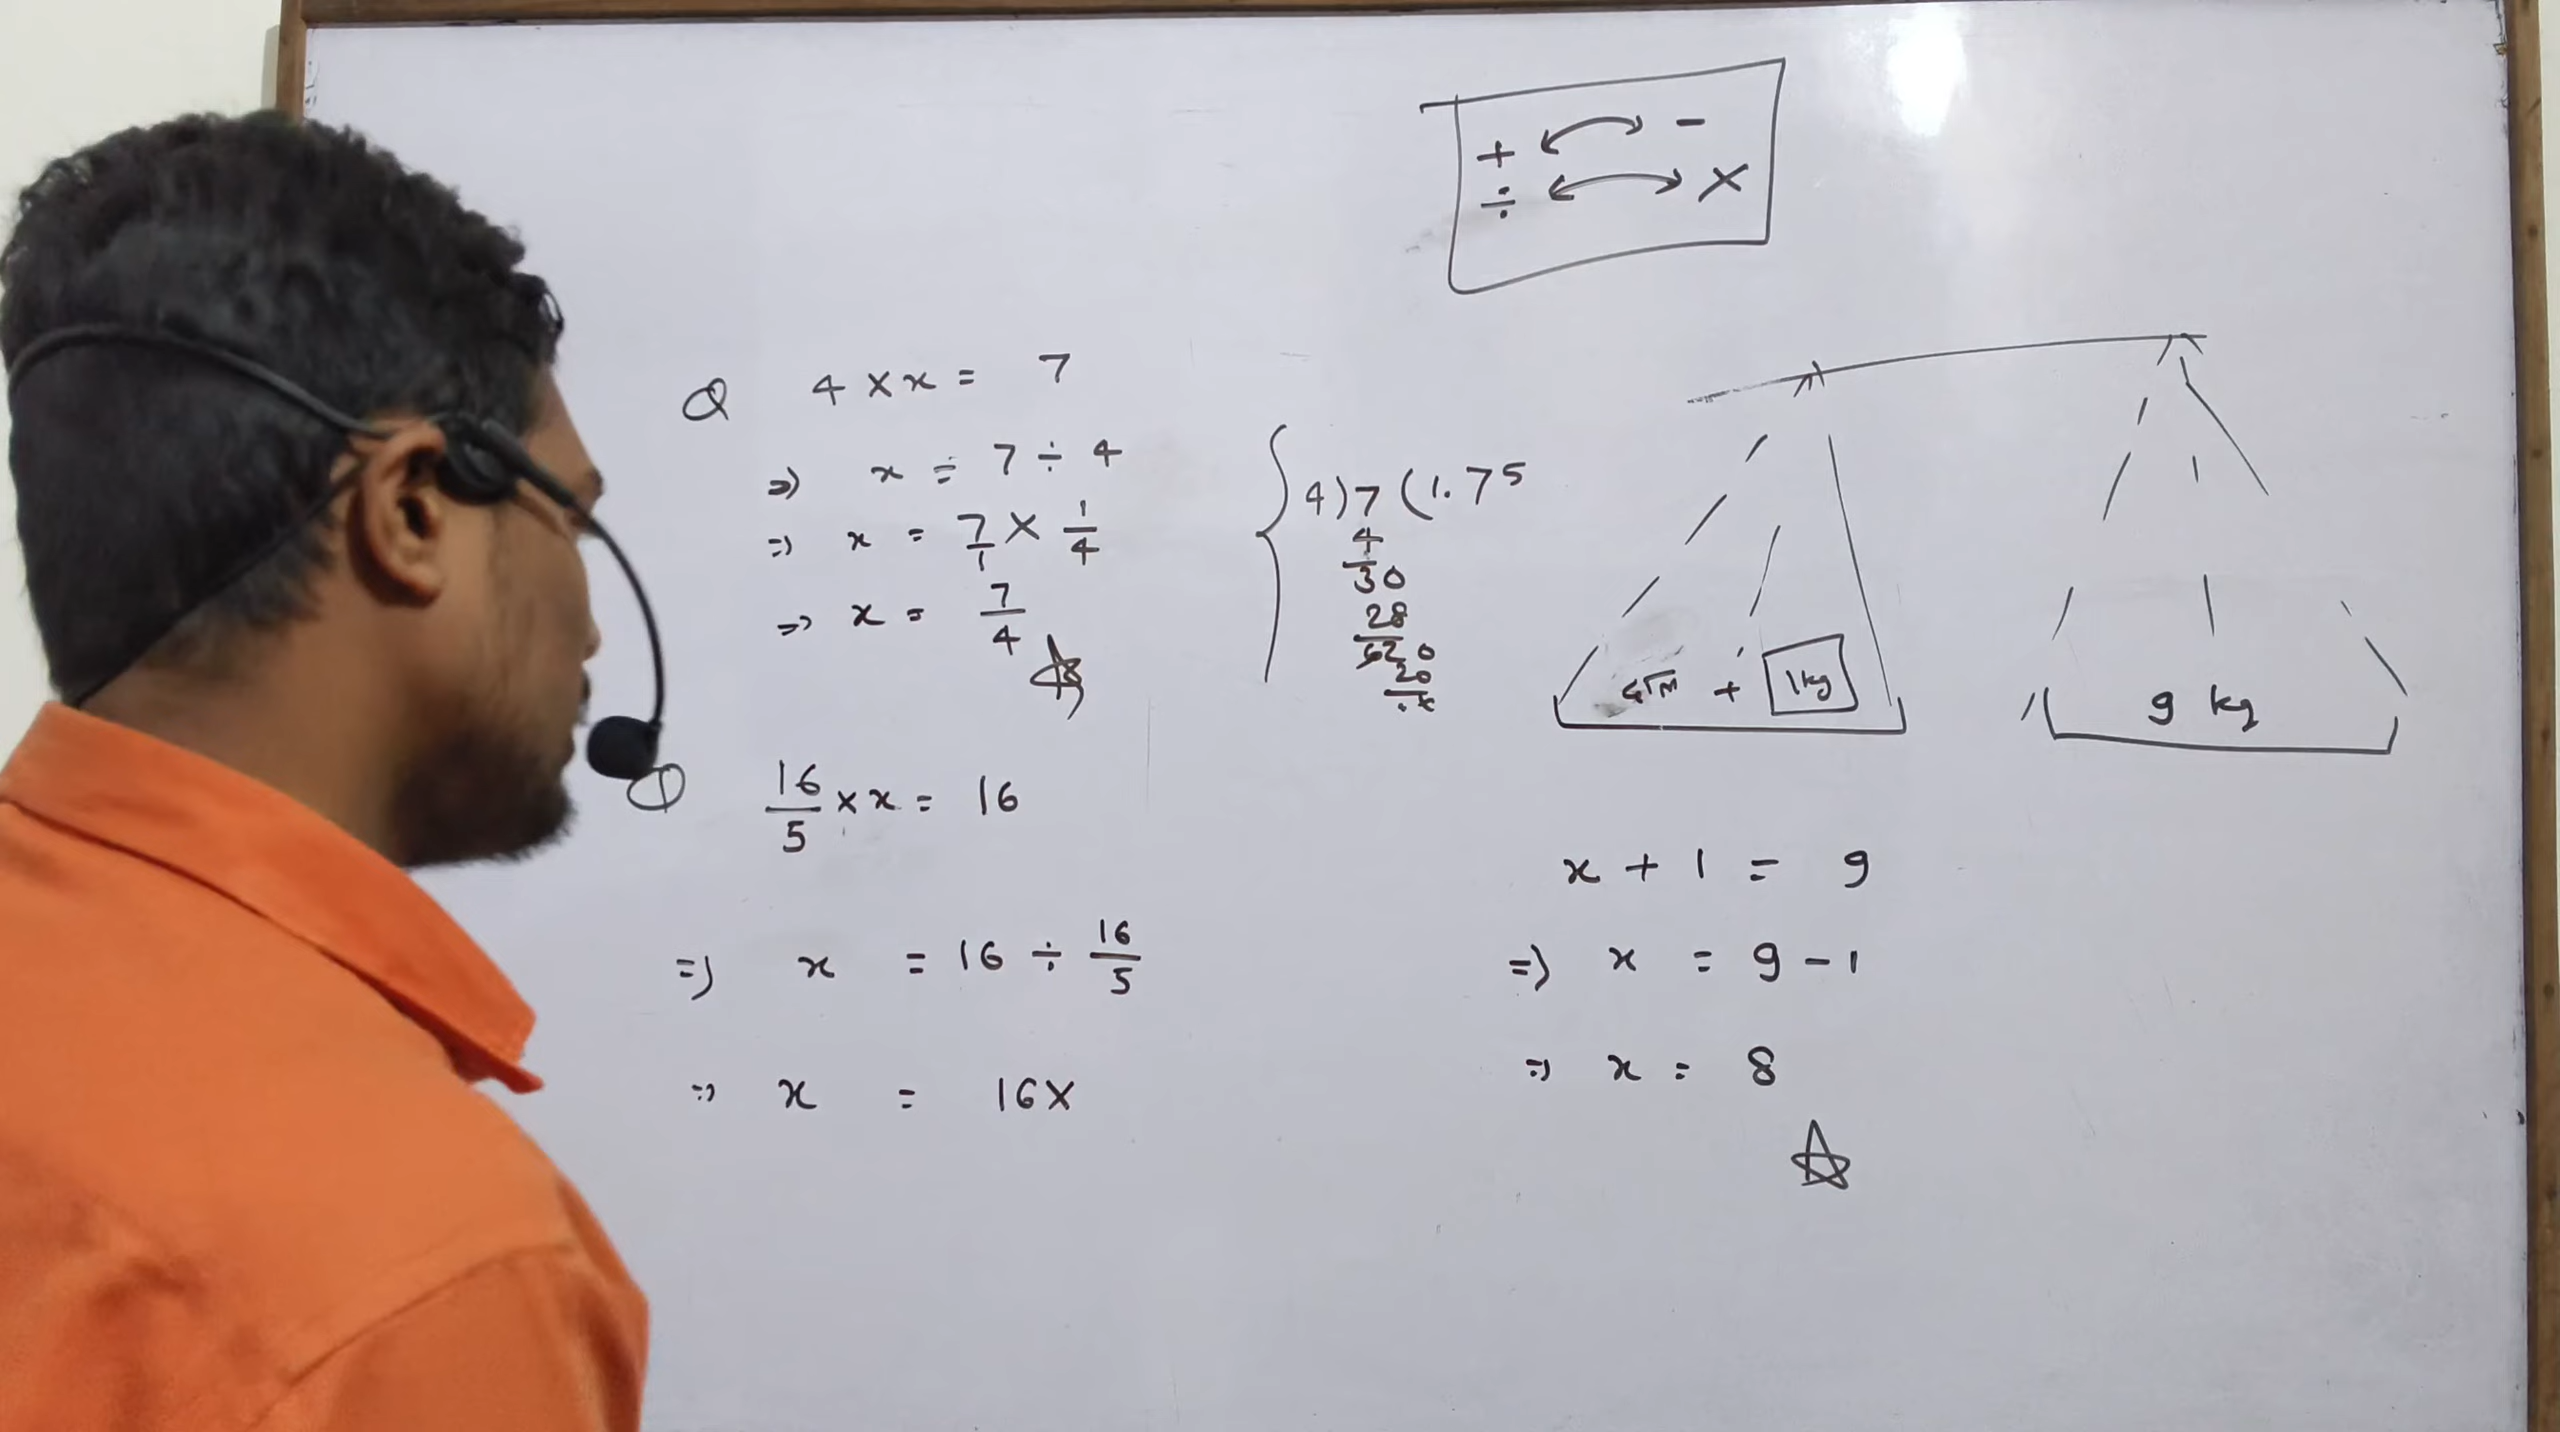 + ↔ -
÷ ↔ ×
Q 4 × x = 7
⇒ x = 7 ÷ 4
⇒ x = 7/1 × 1/4
⇒ x = 7/4
4)7(1.75
4
30
28
20
20
×
+ 1kg
9 kg
Q 16/5 × x = 16
⇒ x = 16 ÷ 16/5
⇒ x = 16×
x + 1 = 9
⇒ x = 9 - 1
⇒ x = 8